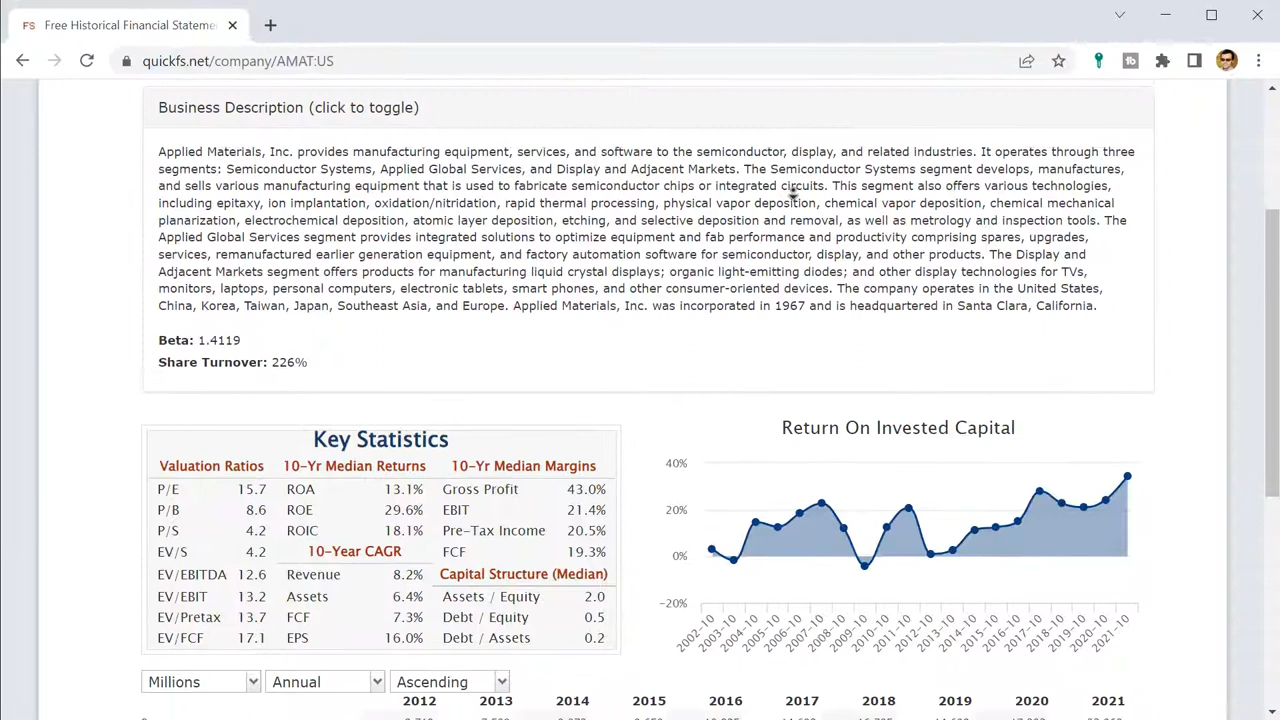 FS Free Historical Financial Stateme
quickfs.net/company/AMAT:US
Business Description (click to toggle)
Applied Materials, Inc. provides manufacturing equipment, services, and software to the semiconductor, display, and related industries. It operates through three
segments: Semiconductor Systems, Applied Global Services, and Display and Adjacent Markets. The Semiconductor Systems segment develops, manufactures,
and sells various manufacturing equipment that is used to fabricate semiconductor chips or integrated circuits. This segment also offers various technologies,
including epitaxy, ion implantation, oxidation/nitridation, rapid thermal processing, physical vapor deposition, chemical vapor deposition, chemical mechanical
planarization, electrochemical deposition, atomic layer deposition, etching, and selective deposition and removal, as well as metrology and inspection tools. The
Applied Global Services segment provides integrated solutions to optimize equipment and fab performance and productivity comprising spares, upgrades,
services, remanufactured earlier generation equipment, and factory automation software for semiconductor, display, and other products. The Display and
Adjacent Markets segment offers products for manufacturing liquid crystal displays; organic light-emitting diodes; and other display technologies for TVs,
monitors, laptops, personal computers, electronic tablets, smart phones, and other consumer-oriented devices. The company operates in the United States,
China, Korea, Taiwan, Japan, Southeast Asia, and Europe. Applied Materials, Inc. was incorporated in 1967 and is headquartered in Santa Clara, California.
Beta: 1.4119
Share Turnover: 226%
Key Statistics
Valuation Ratios 10-Yr Median Returns 10-Yr Median Margins
P/E 15.7 ROA 13.1% Gross Profit 43.0%
P/B 8.6 ROE 29.6% EBIT 21.4%
P/S 4.2 ROIC 18.1% Pre-Tax Income 20.5%
EV/S 4.2 10-Year CAGR FCF 19.3%
EV/EBITDA 12.6 Revenue 8.2% Capital Structure (Median)
EV/EBIT 13.2 Assets 6.4% Assets / Equity 2.0
EV/Pretax 13.7 FCF 7.3% Debt / Equity 0.5
EV/FCF 17.1 EPS 16.0% Debt / Assets 0.2
Return On Invested Capital
40%
20%
0%
-20%
2002-10 2003-10 2004-10 2005-10 2006-10 2007-10 2008-10 2009-10 2010-10 2011-10 2012-10 2013-10 2014-10 2015-10 2016-10 2017-10 2018-10 2019-10 2020-10 2021-10
Millions Annual Ascending
2012 2013 2014 2015 2016 2017 2018 2019 2020 2021